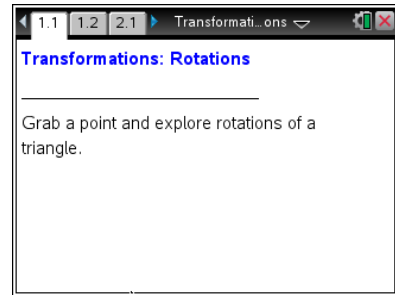 1.1 1.2 2.1 Transformati…ons
Transformations: Rotations
Grab a point and explore rotations of a
triangle.